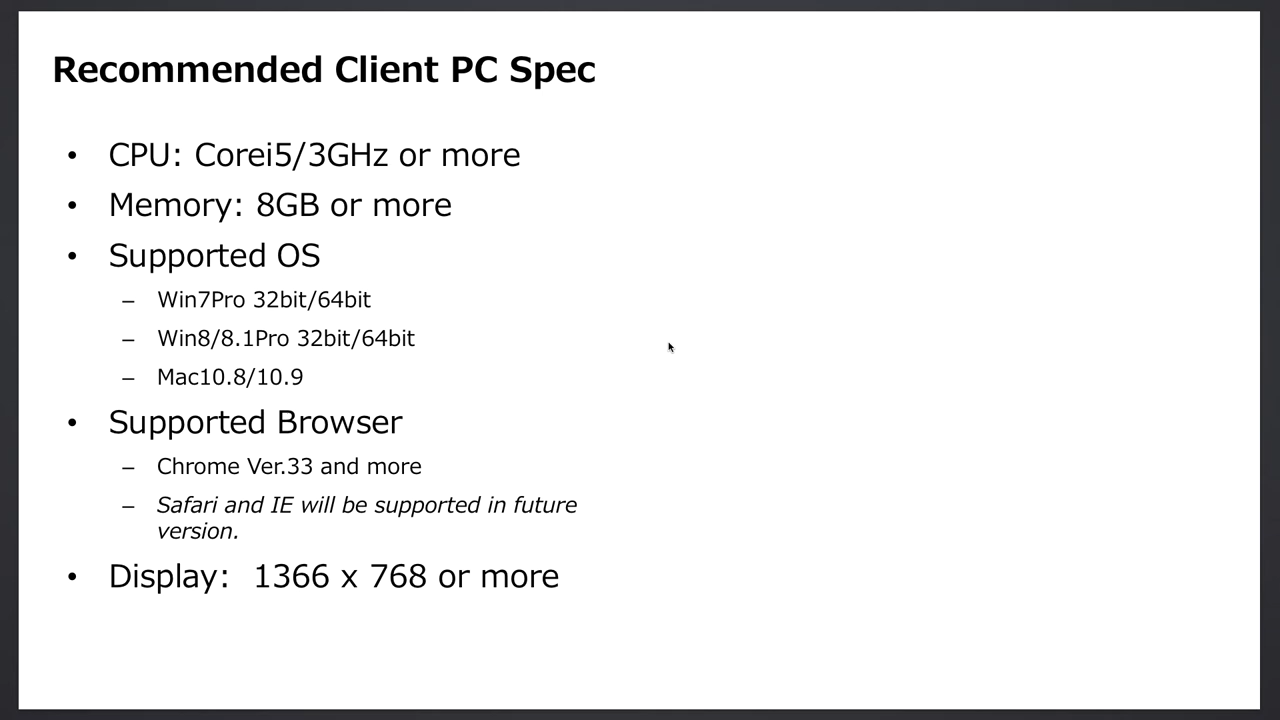 Recommended Client PC Spec
• CPU: Corei5/3GHz or more
• Memory: 8GB or more
• Supported OS
– Win7Pro 32bit/64bit
– Win8/8.1Pro 32bit/64bit
– Mac10.8/10.9
• Supported Browser
– Chrome Ver.33 and more
– Safari and IE will be supported in future
version.
• Display:  1366 x 768 or more